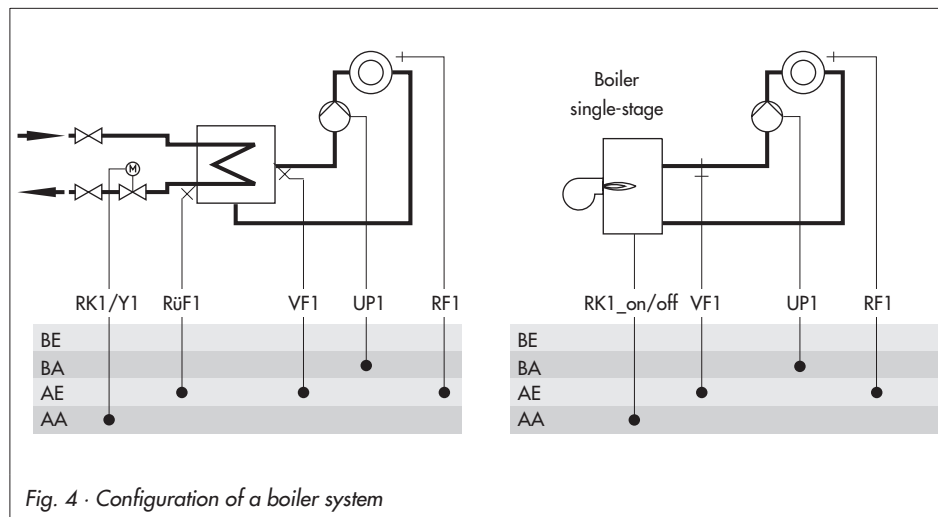 Boiler
single-stage
M
RK1/Y1 RüF1 VF1 UP1 RF1
RK1_on/off VF1 UP1 RF1
BE
BA
AE
AA
BE
BA
AE
AA
Fig. 4 · Configuration of a boiler system